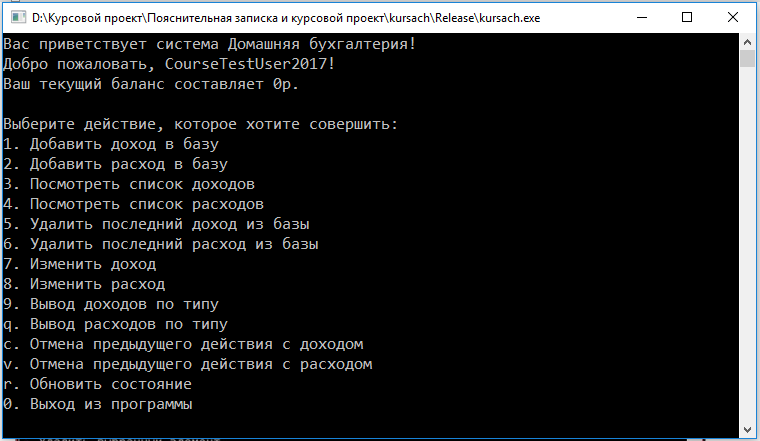 D:\Курсовой проект\Пояснительная записка и курсовой проект\kursach\Release\kursach.exe
Вас приветствует система Домашняя бухгалтерия!
Добро пожаловать, CourseTestUser2017!
Ваш текущий баланс составляет 0р.
Выберите действие, которое хотите совершить:
1. Добавить доход в базу
2. Добавить расход в базу
3. Посмотреть список доходов
4. Посмотреть список расходов
5. Удалить последний доход из базы
6. Удалить последний расход из базы
7. Изменить доход
8. Изменить расход
9. Вывод доходов по типу
q. Вывод расходов по типу
c. Отмена предыдущего действия с доходом
v. Отмена предыдущего действия с расходом
r. Обновить состояние
0. Выход из программы